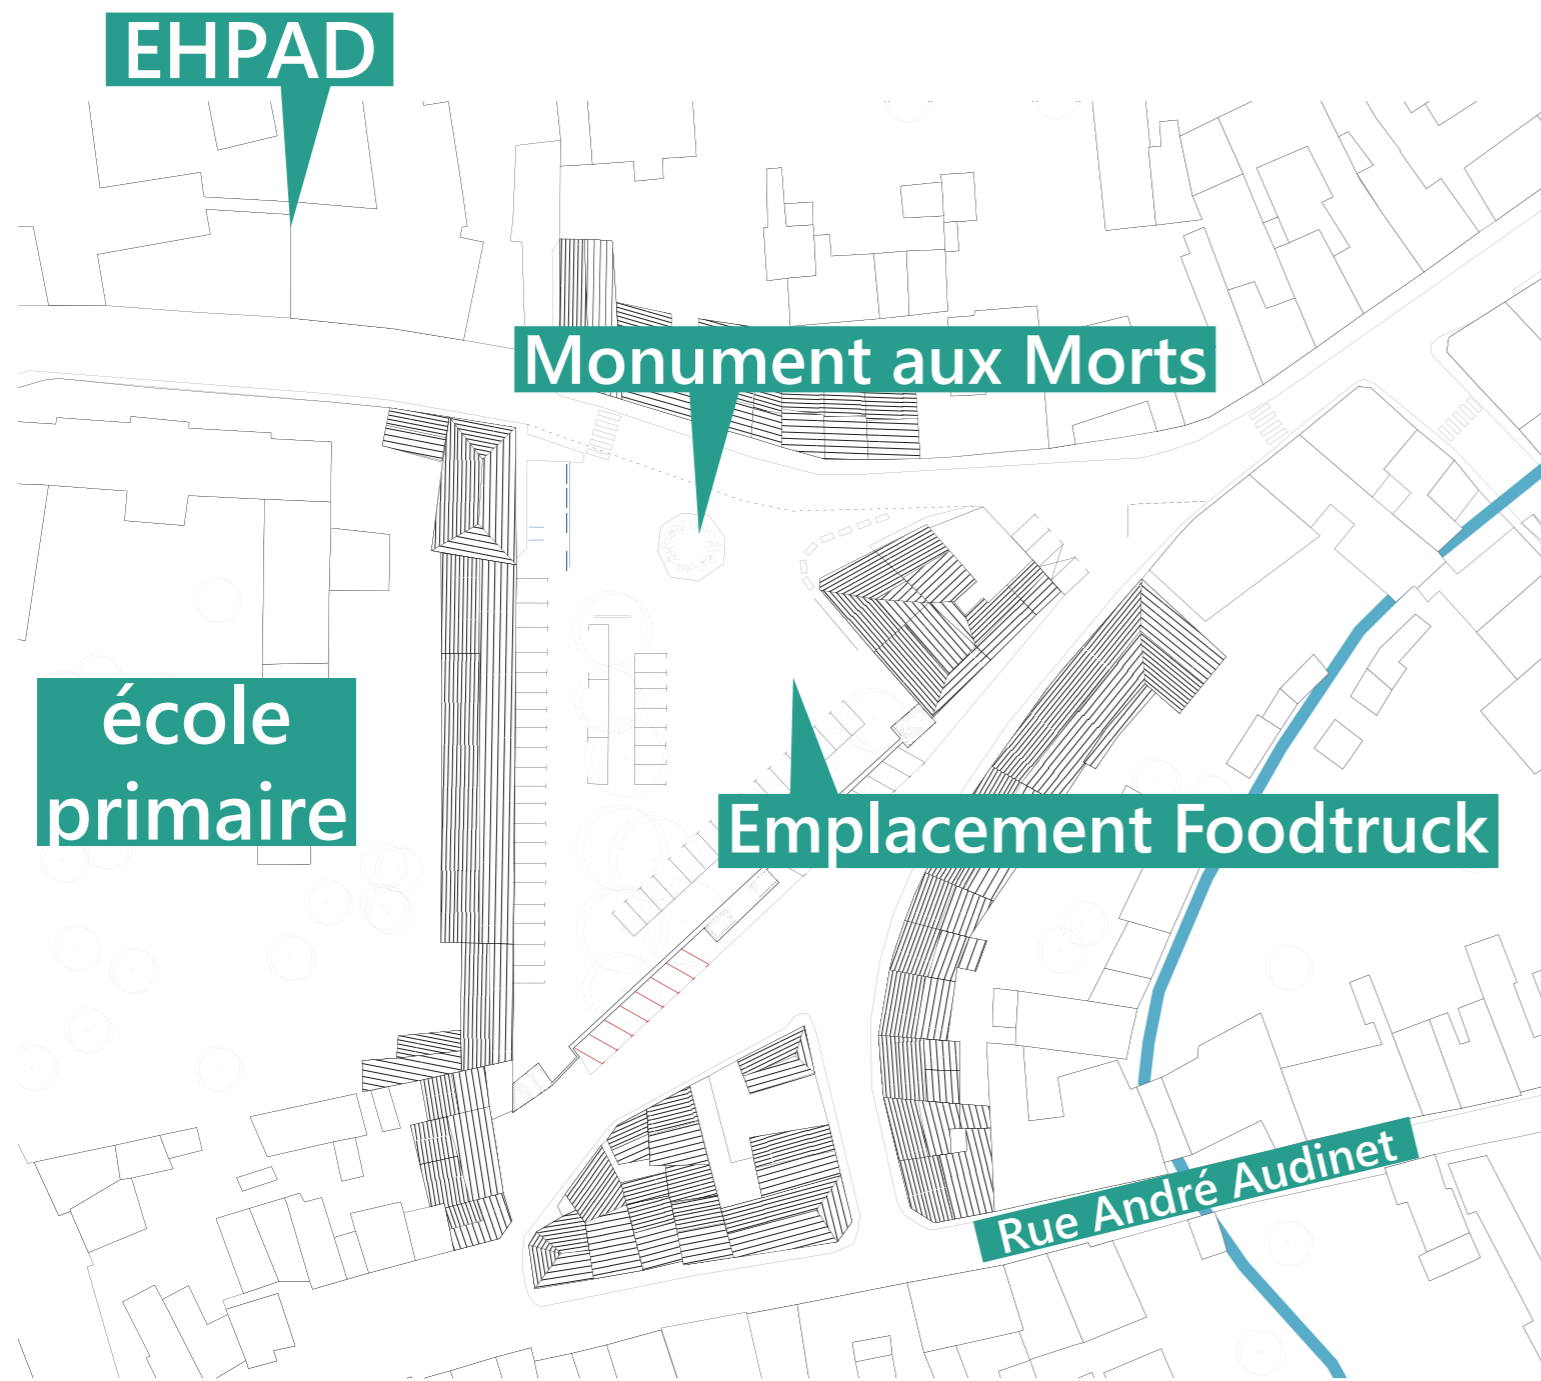 EHPAD
Monument aux Morts
école
primaire
Emplacement Foodtruck
Rue André Audinet